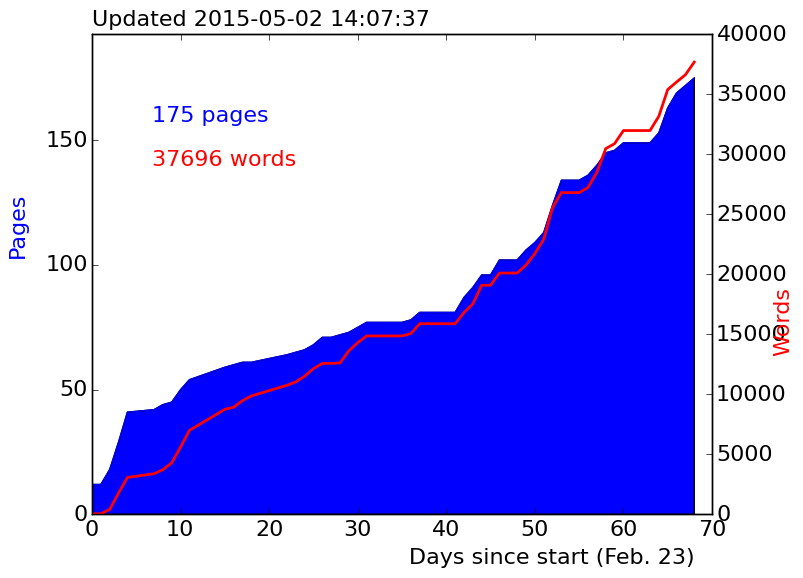 Updated 2015-05-02 14:07:37
175 pages
37696 words
Pages
Words
0
50
100
150
0
5000
10000
15000
20000
25000
30000
35000
40000
0 10 20 30 40 50 60 70
Days since start (Feb. 23)